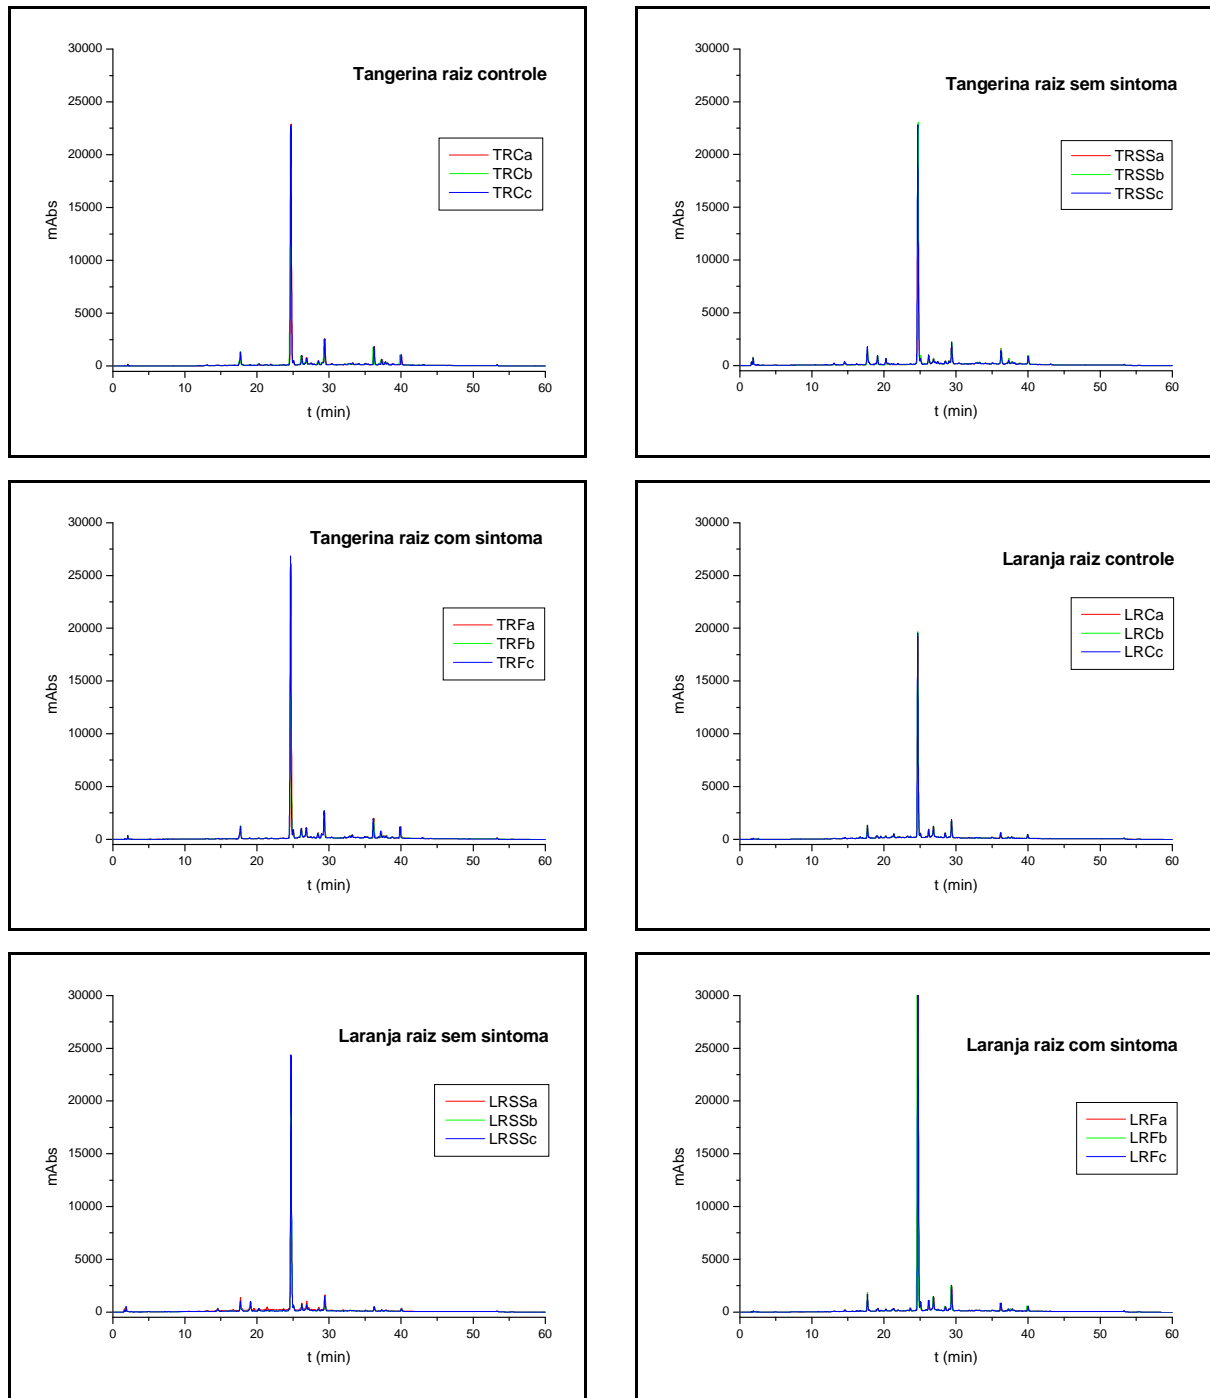 Tangerina raiz controle
30000
25000
20000
15000
10000
5000
0
mAbs
TRCa
TRCb
TRCc
0 10 20 30 40 50 60
t (min)
Tangerina raiz sem sintoma
30000
25000
20000
15000
10000
5000
0
mAbs
TRSSa
TRSSb
TRSSc
0 10 20 30 40 50 60
t (min)
Tangerina raiz com sintoma
30000
25000
20000
15000
10000
5000
0
mAbs
TRFa
TRFb
TRFc
0 10 20 30 40 50 60
t (min)
Laranja raiz controle
30000
25000
20000
15000
10000
5000
0
mAbs
LRCa
LRCb
LRCc
0 10 20 30 40 50 60
t (min)
Laranja raiz sem sintoma
30000
25000
20000
15000
10000
5000
0
mAbs
LRSSa
LRSSb
LRSSc
0 10 20 30 40 50 60
t (min)
Laranja raiz com sintoma
30000
25000
20000
15000
10000
5000
0
mAbs
LRFa
LRFb
LRFc
0 10 20 30 40 50 60
t (min)